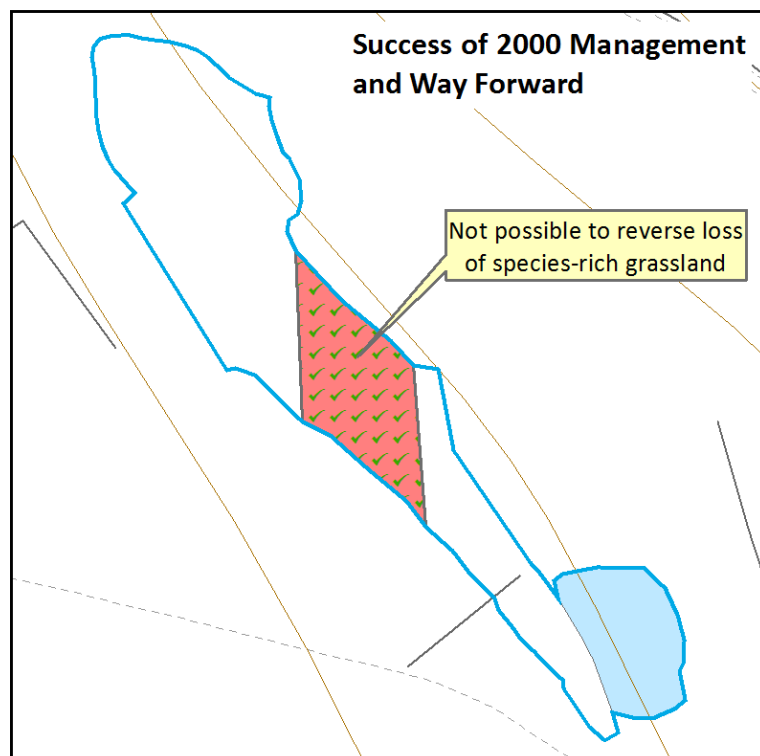 Success of 2000 Management
and Way Forward
Not possible to reverse loss
of species-rich grassland